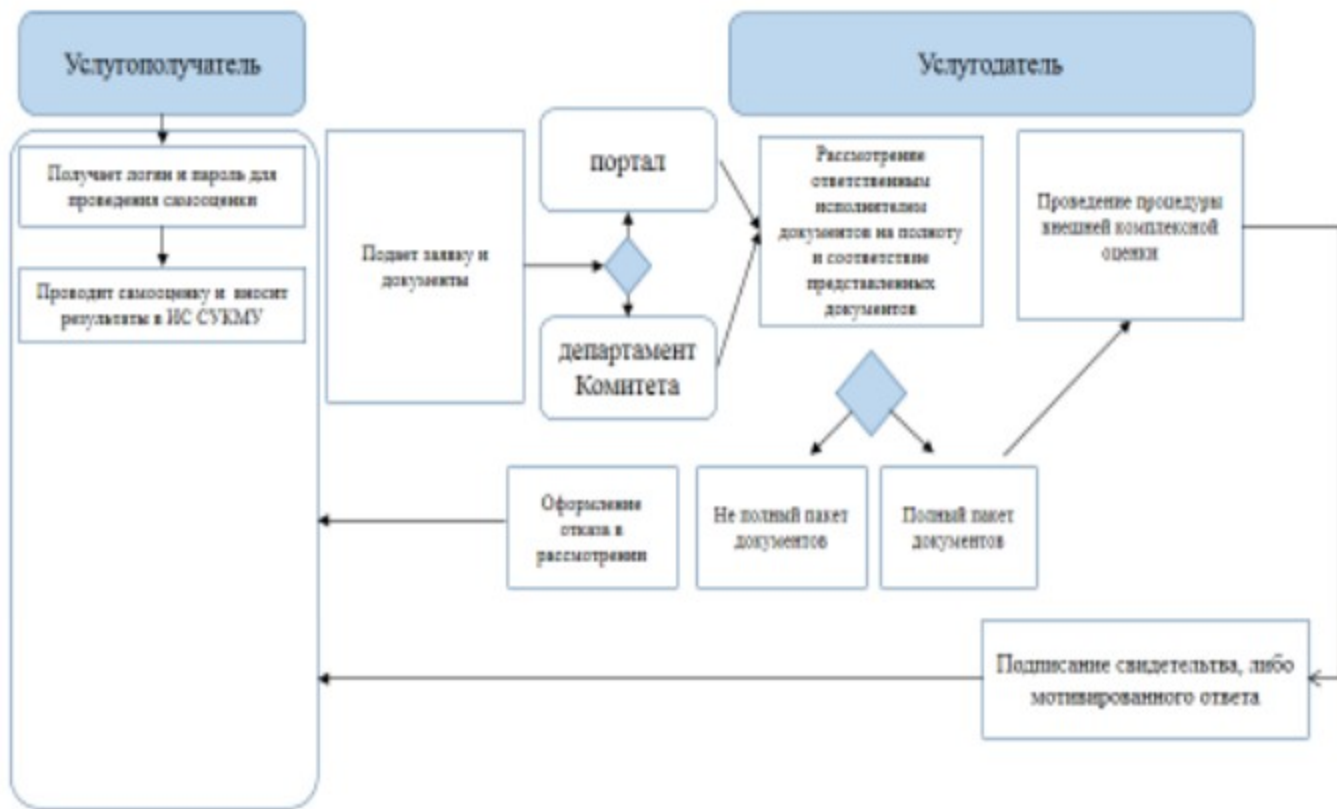 Услугополучатель
Услугодатель
Получает логин и пароль для
проведения самооценки
Проводит самооценку и вносит
результаты в ИС СУКМУ
Подает заявку и
документы
портал
департамент
Комитета
Рассмотрение
ответственным
исполнителем
документов на полноту
и соответствие
представленных
документов
Проведение процедуры
внешней комплексной
оценки
Оформление
отказа в
рассмотрении
Не полный пакет
документов
Полный пакет
документов
Подписание свидетельства, либо
мотивированного ответа